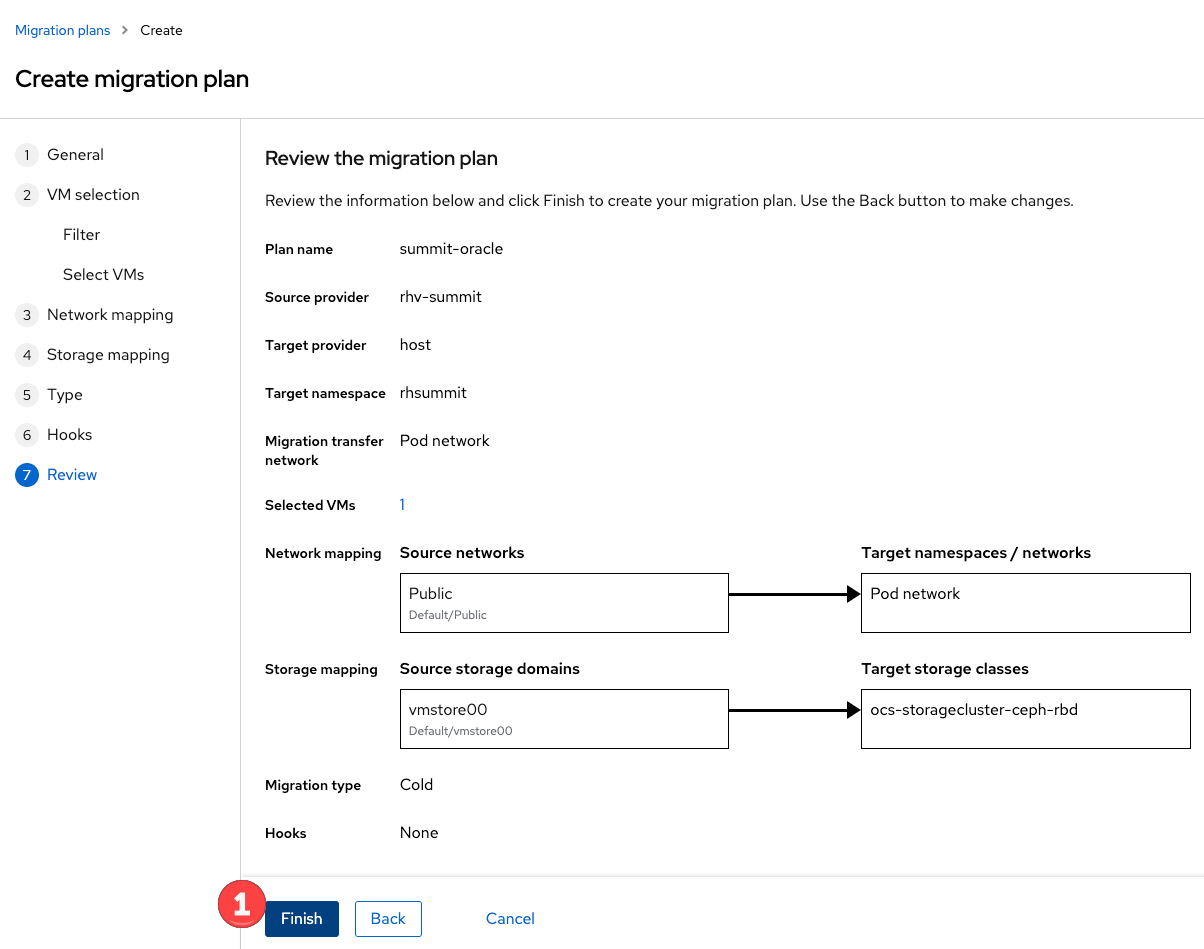 Migration plans > Create
Create migration plan
1 General
2 VM selection
Filter
Select VMs
3 Network mapping
4 Storage mapping
5 Type
6 Hooks
7 Review
Review the migration plan
Review the information below and click Finish to create your migration plan. Use the Back button to make changes.
Plan name summit-oracle
Source provider rhv-summit
Target provider host
Target namespace rhsummit
Migration transfer Pod network
network
Selected VMs 1
Network mapping Source networks Target namespaces / networks
Public Pod network
Default/Public
Storage mapping Source storage domains Target storage classes
vmstore00 ocs-storagecluster-ceph-rbd
Default/vmstore00
Migration type Cold
Hooks None
1 Finish Back Cancel